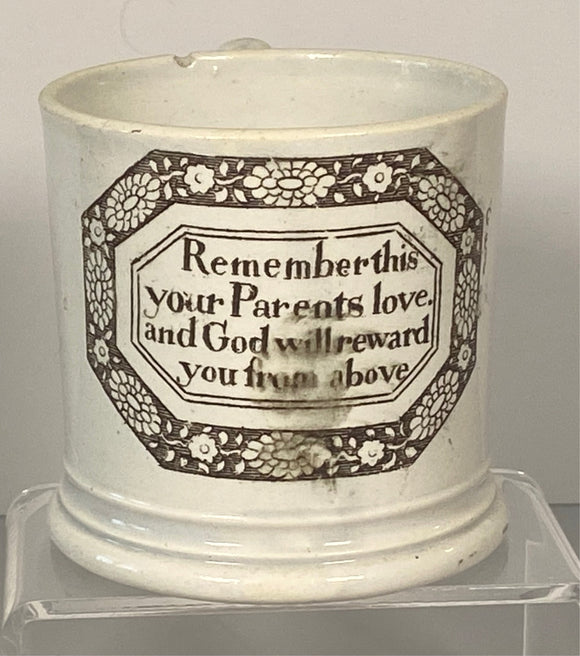 Remember this
your Parents love.
and God will reward
you from above